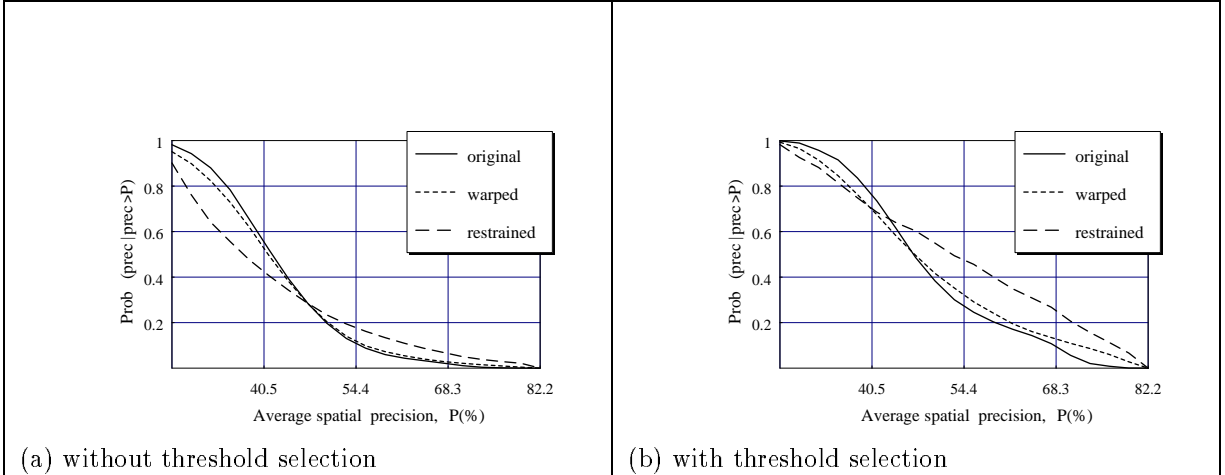 1
0.8
0.6
0.4
0.2
Prob (prec|prec>P)
original
warped
restrained
40.5 54.4 68.3 82.2
Average spatial precision, P(%)
(a) without threshold selection
1
0.8
0.6
0.4
0.2
Prob (prec|prec>P)
original
warped
restrained
40.5 54.4 68.3 82.2
Average spatial precision, P(%)
(b) with threshold selection